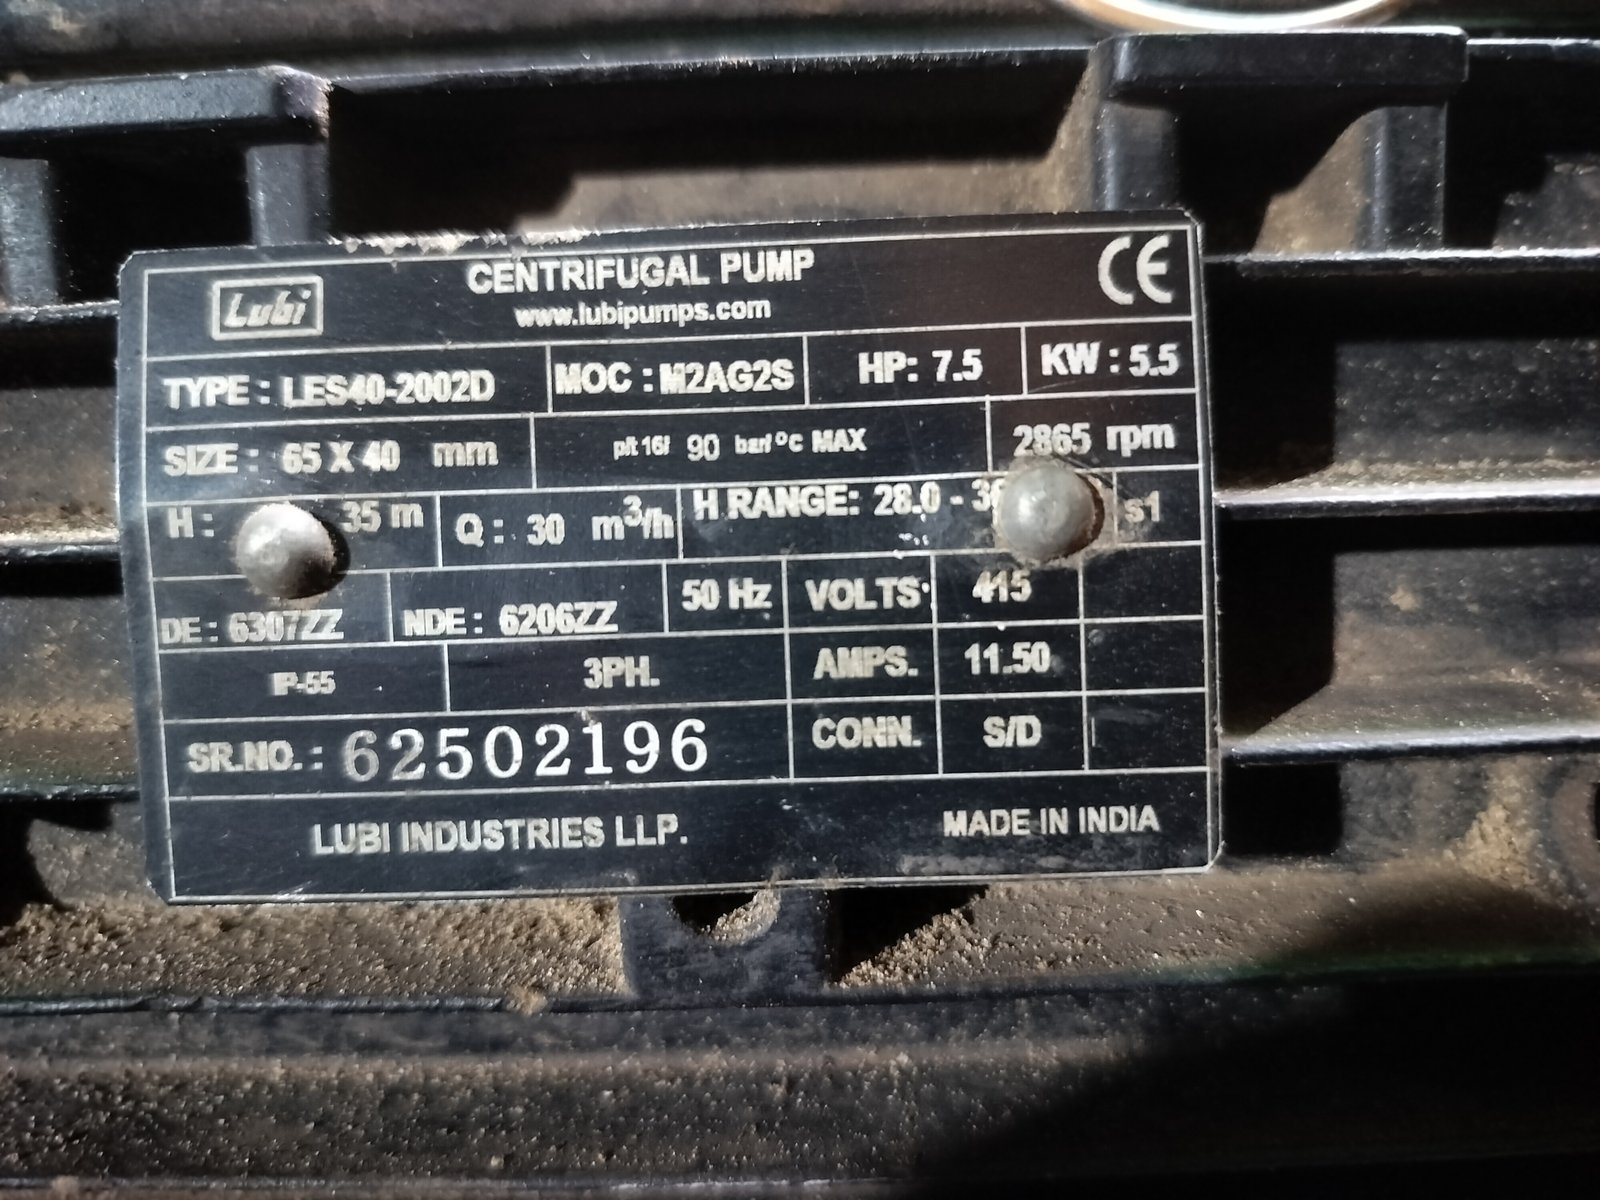 Lubi
CENTRIFUGAL PUMP
CE
www.lubipumps.com
TYPE : LES40-2002D MOC : M2AG2S HP: 7.5 KW : 5.5
SIZE : 65 X 40 mm p/t 16/ 90 bar/ °C MAX 2865 rpm
H : 35 m Q : 30 m³/h H RANGE: 28.0 - s1
DE : 6307ZZ NDE : 6206ZZ 50 Hz VOLTS 415
IP-55 3PH. AMPS. 11.50
SR.NO. : 62502196 CONN. S/D
LUBI INDUSTRIES LLP. MADE IN INDIA